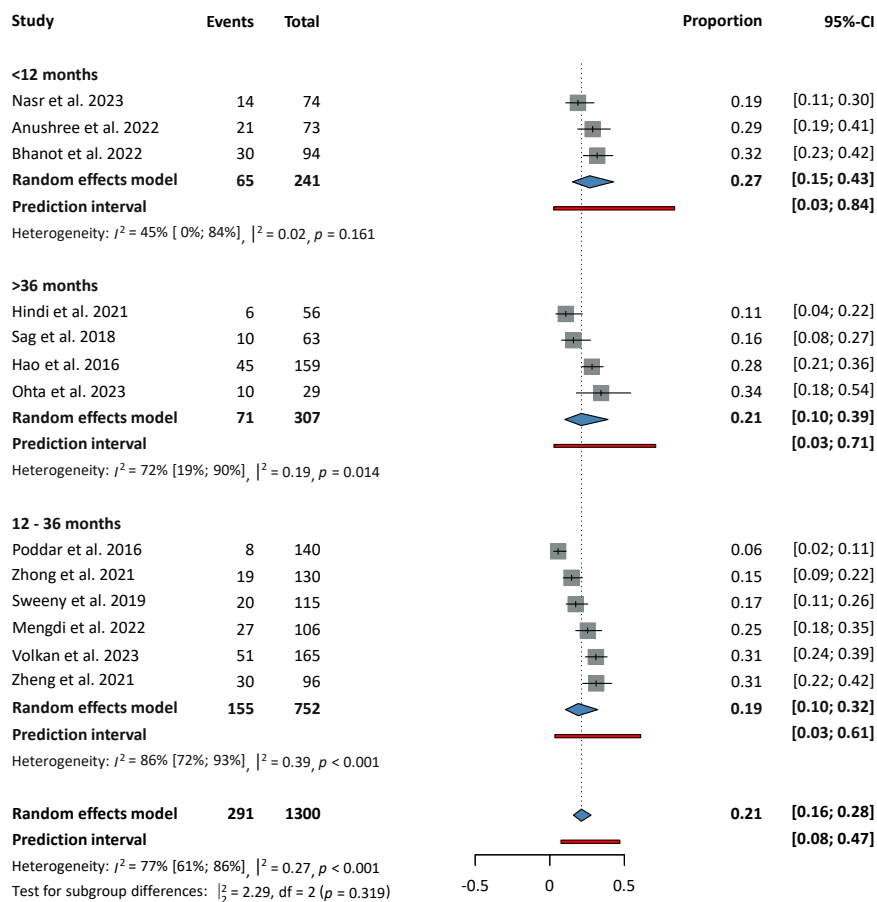 Study Events Total Proportion 95%-CI
<12 months
Nasr et al. 2023 14 74 0.19 [0.11; 0.30]
Anushree et al. 2022 21 73 0.29 [0.19; 0.41]
Bhanot et al. 2022 30 94 0.32 [0.23; 0.42]
Random effects model 65 241 0.27 [0.15; 0.43]
Prediction interval [0.03; 0.84]
Heterogeneity: I² = 45% [ 0%; 84%], |² = 0.02, p = 0.161
>36 months
Hindi et al. 2021 6 56 0.11 [0.04; 0.22]
Sag et al. 2018 10 63 0.16 [0.08; 0.27]
Hao et al. 2016 45 159 0.28 [0.21; 0.36]
Ohta et al. 2023 10 29 0.34 [0.18; 0.54]
Random effects model 71 307 0.21 [0.10; 0.39]
Prediction interval [0.03; 0.71]
Heterogeneity: I² = 72% [19%; 90%], |² = 0.19, p = 0.014
12 - 36 months
Poddar et al. 2016 8 140 0.06 [0.02; 0.11]
Zhong et al. 2021 19 130 0.15 [0.09; 0.22]
Sweeny et al. 2019 20 115 0.17 [0.11; 0.26]
Mengdi et al. 2022 27 106 0.25 [0.18; 0.35]
Volkan et al. 2023 51 165 0.31 [0.24; 0.39]
Zheng et al. 2021 30 96 0.31 [0.22; 0.42]
Random effects model 155 752 0.19 [0.10; 0.32]
Prediction interval [0.03; 0.61]
Heterogeneity: I² = 86% [72%; 93%], |² = 0.39, p < 0.001
Random effects model 291 1300 0.21 [0.16; 0.28]
Prediction interval [0.08; 0.47]
Heterogeneity: I² = 77% [61%; 86%], |² = 0.27, p < 0.001
Test for subgroup differences: |²₂ = 2.29, df = 2 (p = 0.319)
-0.5 0 0.5